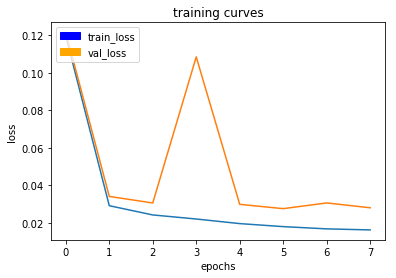 training curves
train_loss
val_loss
0.12
0.10
0.08
0.06
0.04
0.02
loss
0 1 2 3 4 5 6 7
epochs